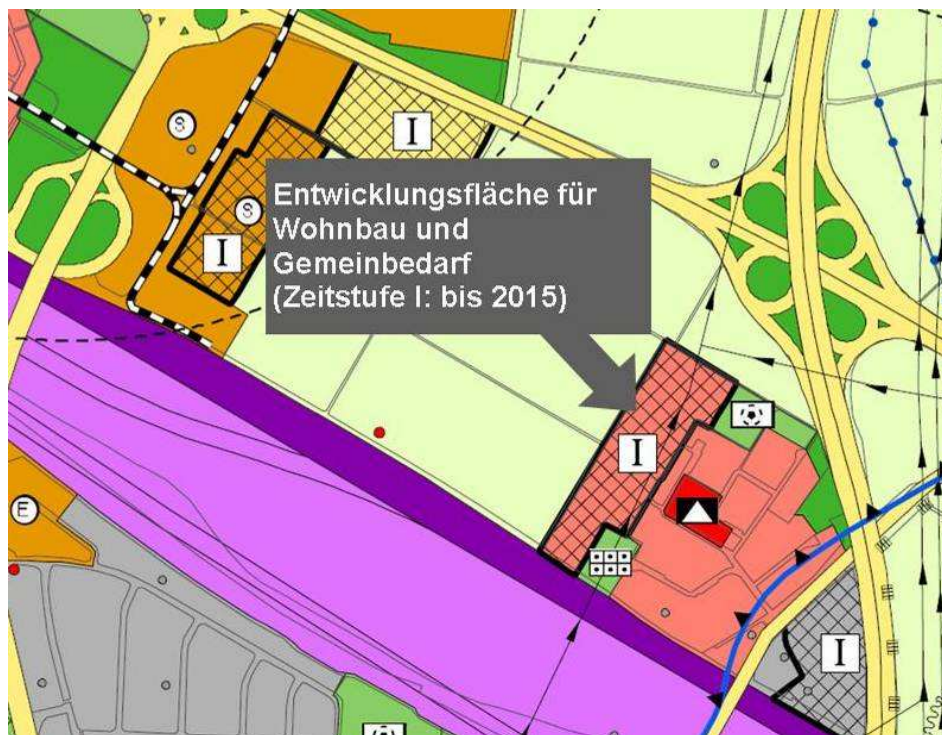 S
I
Entwicklungsfläche für
Wohnbau und
Gemeinbedarf
(Zeitstufe I: bis 2015)
S
I
I
E
I